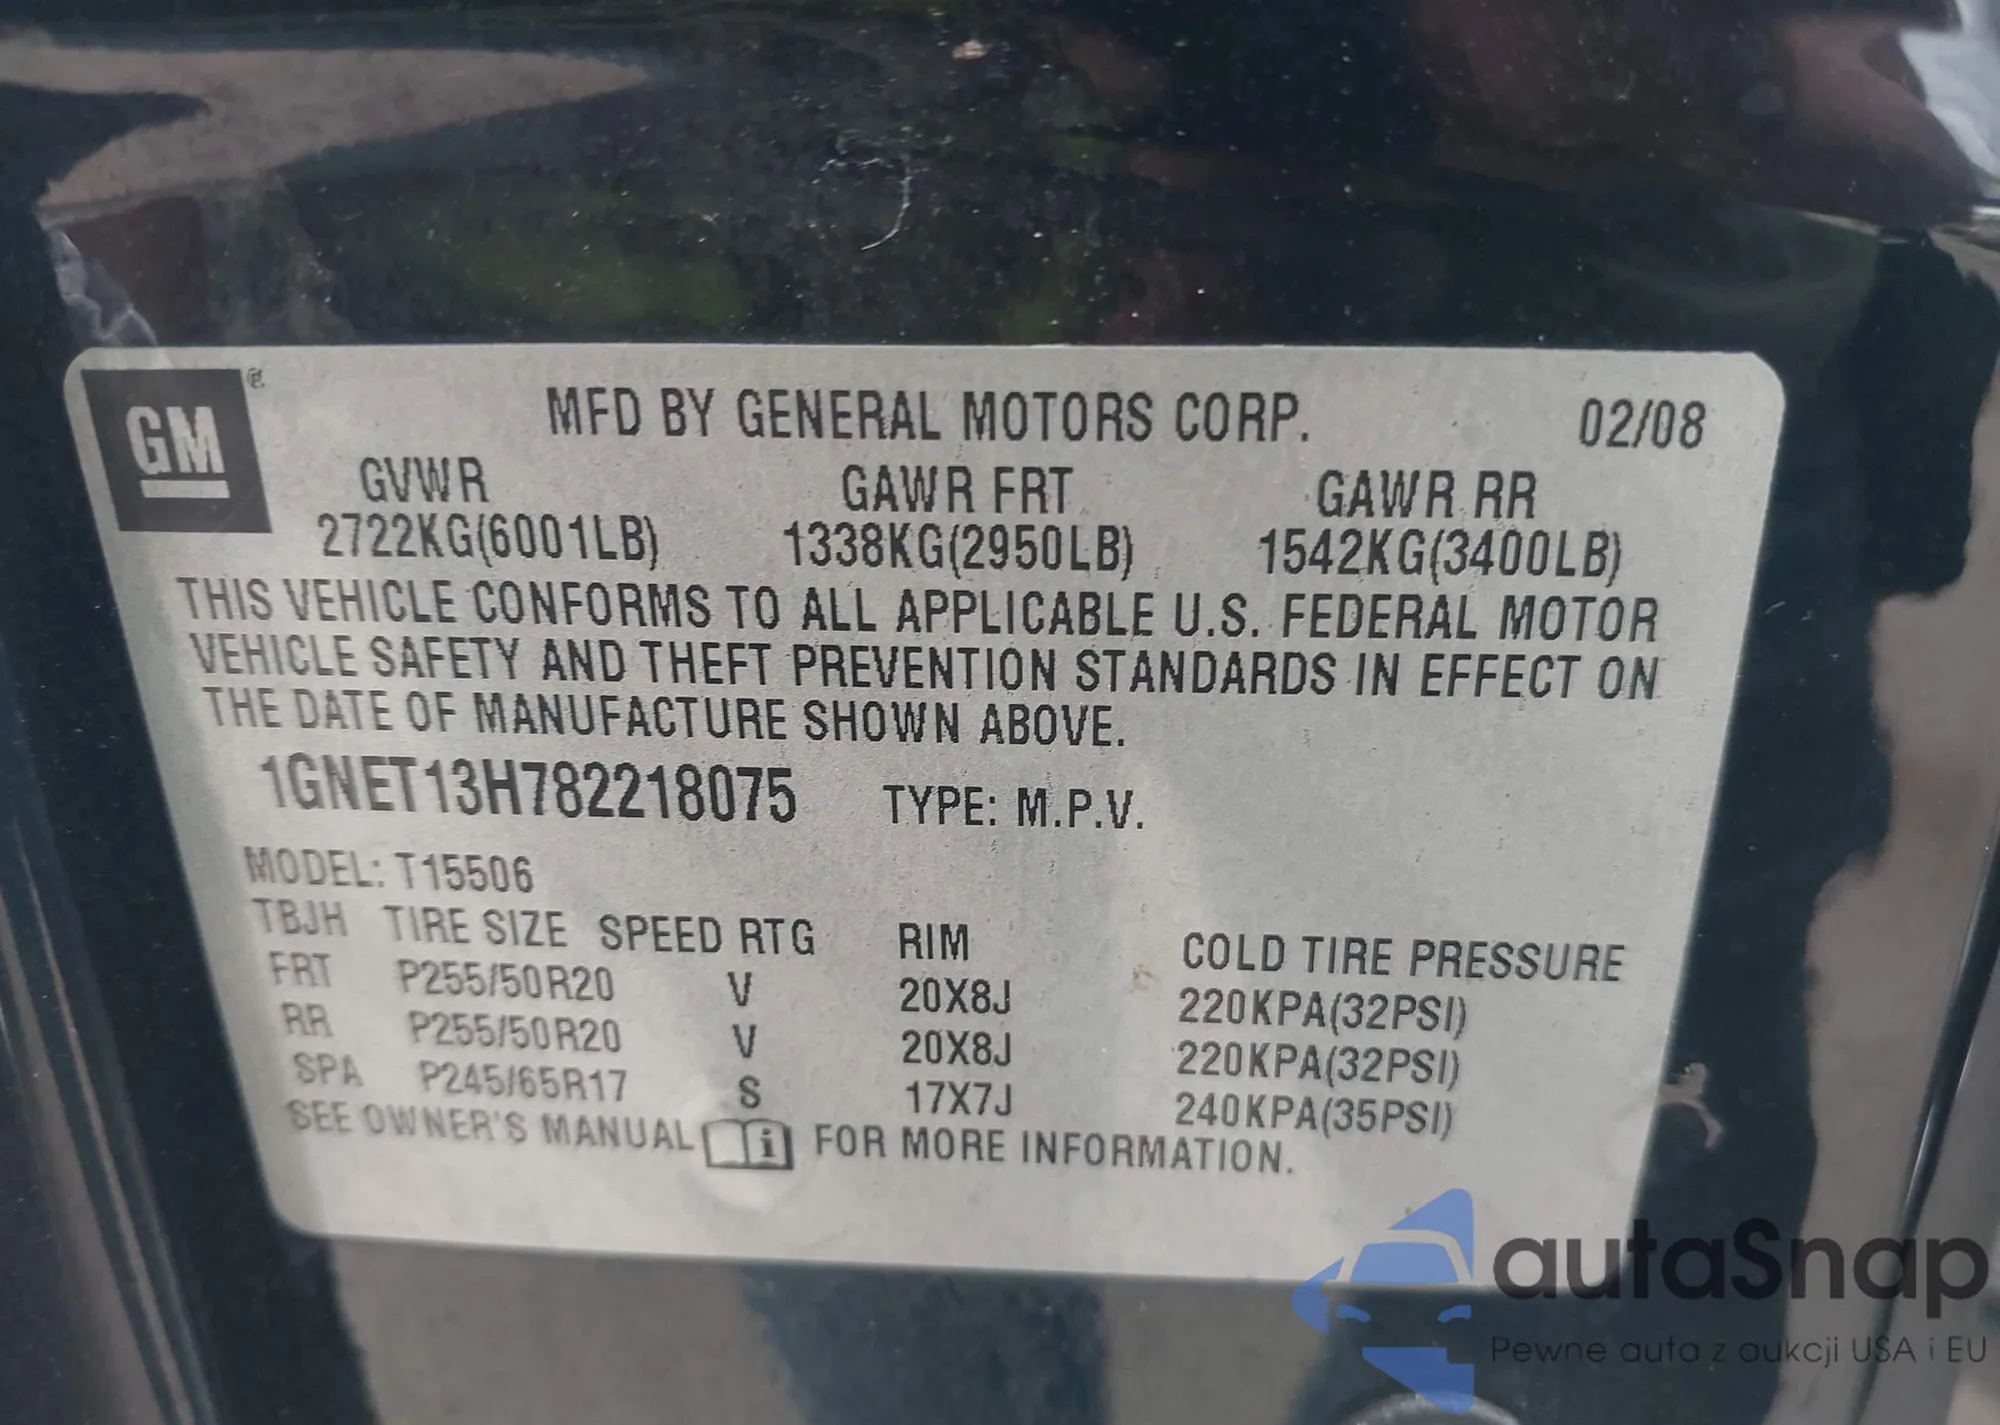 GM
MFD BY GENERAL MOTORS CORP. 02/08
GVWR GAWR FRT GAWR RR
2722KG(6001LB) 1338KG(2950LB) 1542KG(3400LB)
THIS VEHICLE CONFORMS TO ALL APPLICABLE U.S. FEDERAL MOTOR
VEHICLE SAFETY AND THEFT PREVENTION STANDARDS IN EFFECT ON
THE DATE OF MANUFACTURE SHOWN ABOVE.
1GNET13H782218075 TYPE: M.P.V.
MODEL: T15506
TBJH TIRE SIZE SPEED RTG RIM COLD TIRE PRESSURE
FRT P255/50R20 V 20X8J 220KPA(32PSI)
RR P255/50R20 V 20X8J 220KPA(32PSI)
SPA P245/65R17 S 17X7J 240KPA(35PSI)
SEE OWNER'S MANUAL i FOR MORE INFORMATION.
autaSnap
Pewne auta z aukcji USA i EU